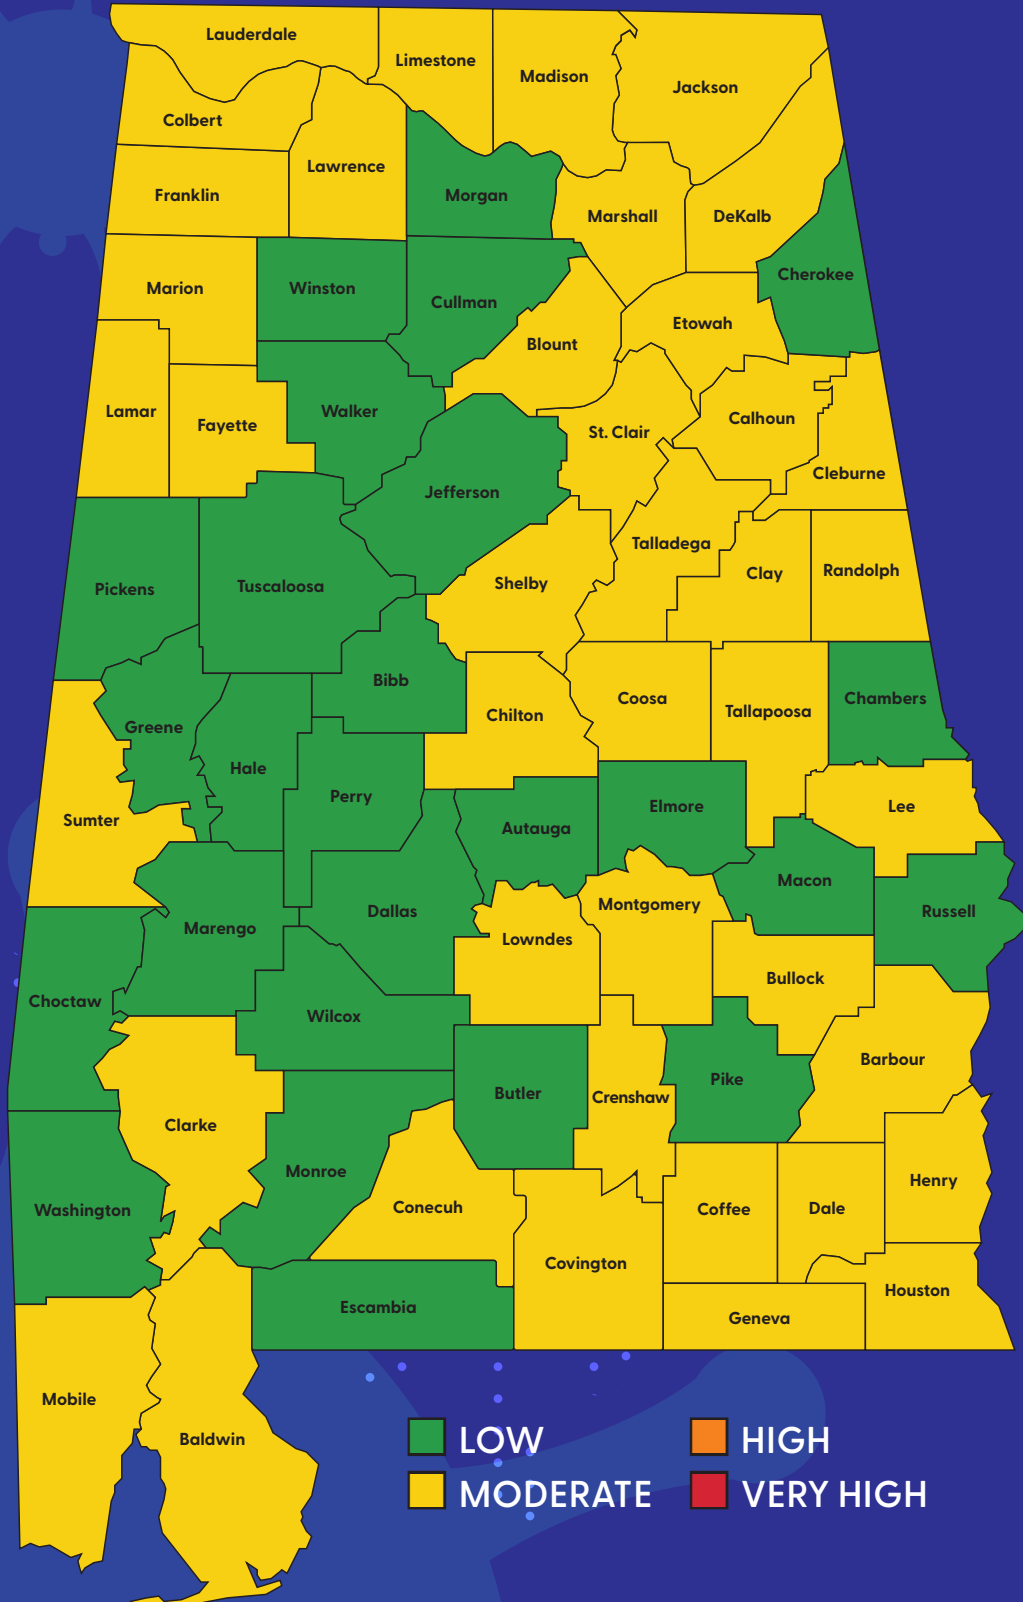 Lauderdale
Limestone
Madison
Jackson
Colbert
Lawrence
Franklin
Morgan
Marshall
DeKalb
Cherokee
Marion
Winston
Cullman
Etowah
Blount
Lamar
Fayette
Walker
St. Clair
Calhoun
Cleburne
Jefferson
Talladega
Pickens
Tuscaloosa
Shelby
Clay
Randolph
Bibb
Coosa
Tallapoosa
Chambers
Greene
Chilton
Hale
Perry
Sumter
Autauga
Elmore
Lee
Marengo
Dallas
Lowndes
Montgomery
Macon
Russell
Choctaw
Wilcox
Bullock
Butler
Crenshaw
Pike
Barbour
Clarke
Monroe
Washington
Conecuh
Coffee
Dale
Henry
Covington
Escambia
Geneva
Houston
Mobile
Baldwin
LOW
HIGH
MODERATE
VERY HIGH